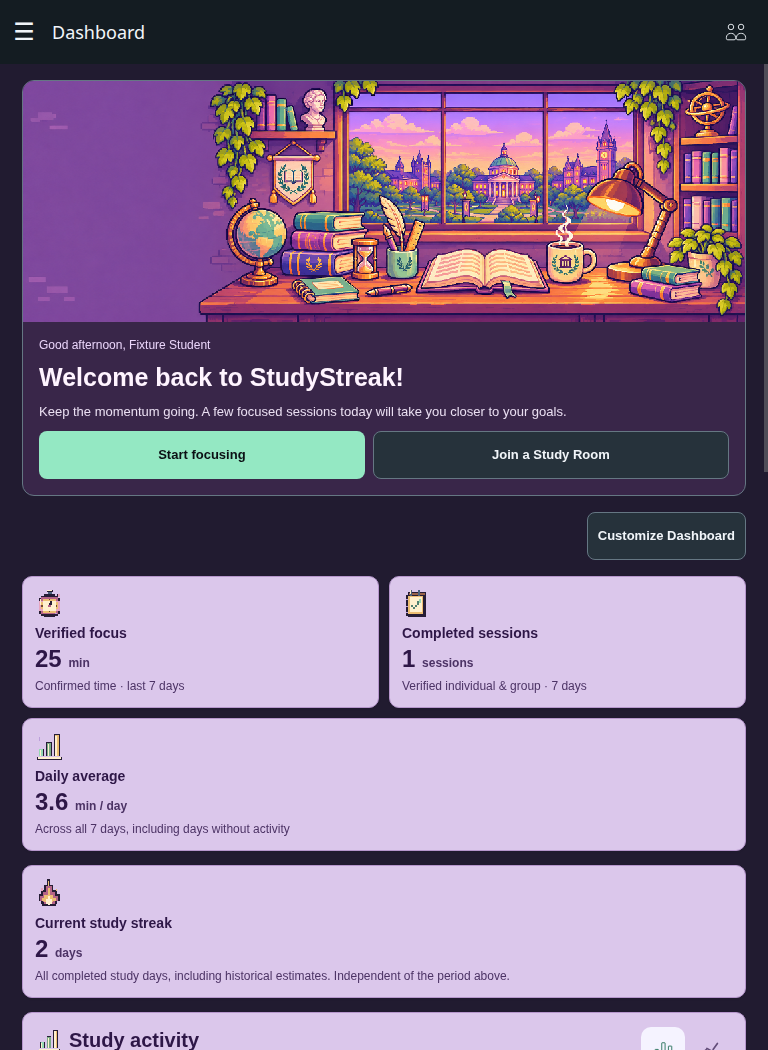 Dashboard
Good afternoon, Fixture Student
Welcome back to StudyStreak!
Keep the momentum going. A few focused sessions today will take you closer to your goals.
Start focusing
Join a Study Room
Customize Dashboard
Verified focus
25 min
Confirmed time · last 7 days
Completed sessions
1 sessions
Verified individual & group · 7 days
Daily average
3.6 min / day
Across all 7 days, including days without activity
Current study streak
2 days
All completed study days, including historical estimates. Independent of the period above.
Study activity